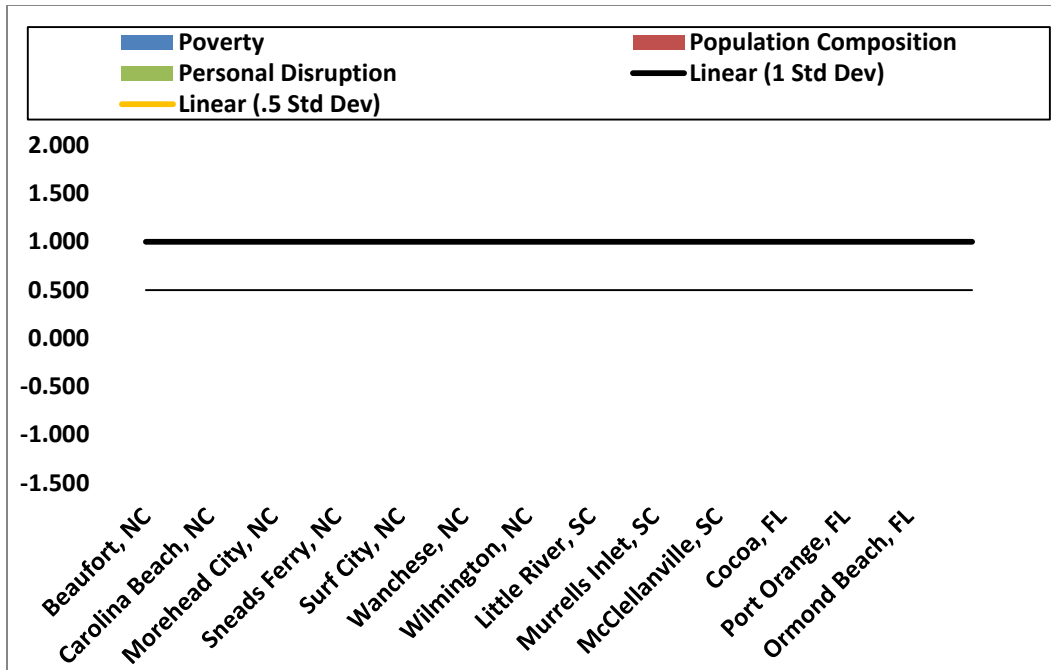 Poverty Population Composition
Personal Disruption Linear (1 Std Dev)
Linear (.5 Std Dev)
2.000
1.500
1.000
0.500
0.000
-0.500
-1.000
-1.500
Beaufort, NC
Carolina Beach, NC
Morehead City, NC
Sneads Ferry, NC
Surf City, NC
Wanchese, NC
Wilmington, NC
Little River, SC
Murrells Inlet, SC
McClellanville, SC
Cocoa, FL
Port Orange, FL
Ormond Beach, FL